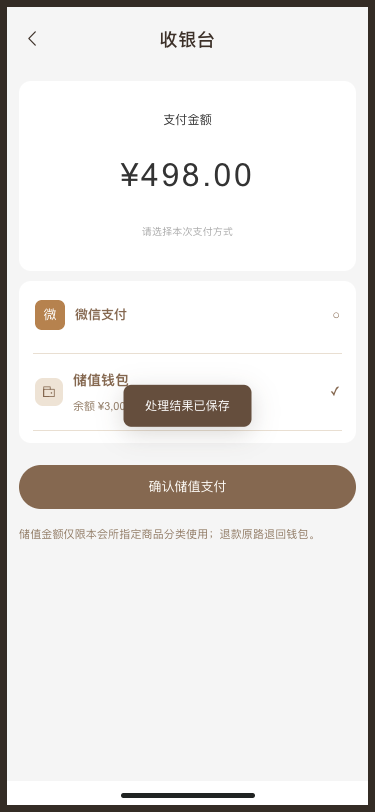 收银台
支付金额
¥498.00
请选择本次支付方式
微 微信支付
储值钱包
余额 ¥3,00
处理结果已保存
确认储值支付
储值金额仅限本会所指定商品分类使用；退款原路退回钱包。